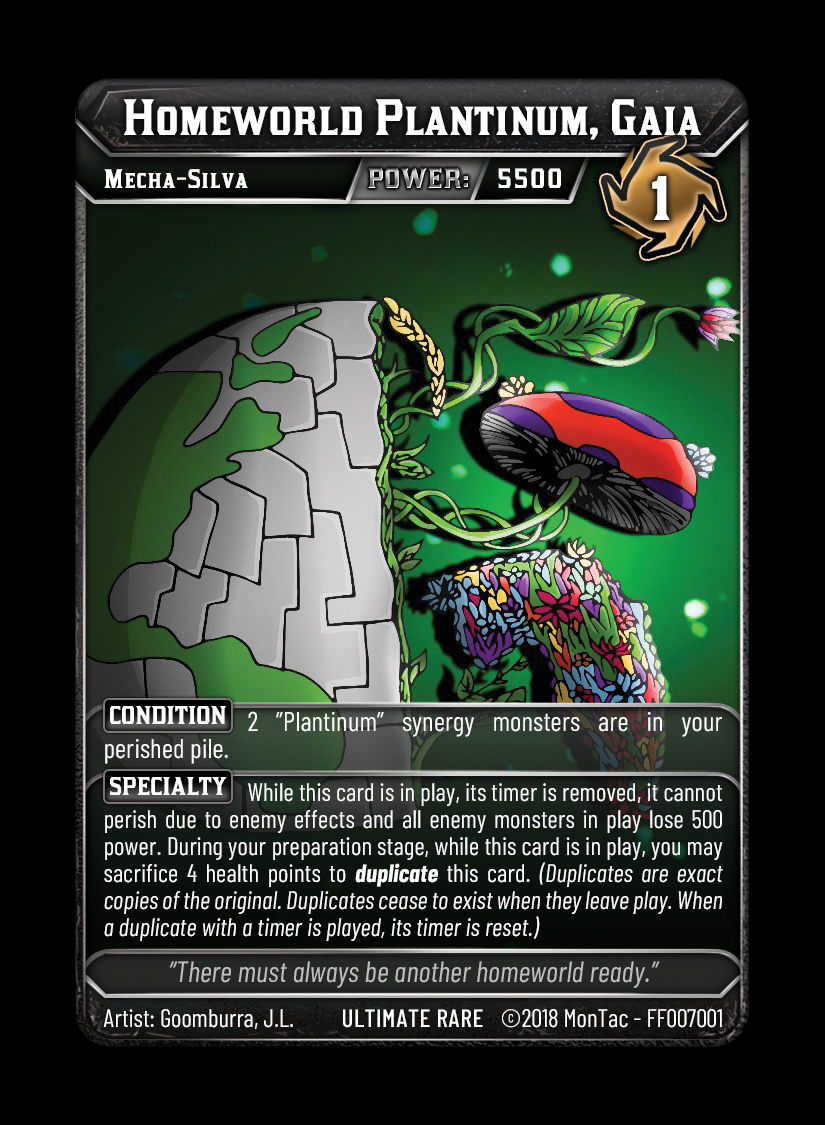 Homeworld Plantinum, Gaia
Mecha-Silva POWER: 5500
1
CONDITION 2 "Plantinum" synergy monsters are in your
perished pile.
SPECIALTY While this card is in play, its timer is removed, it cannot
perish due to enemy effects and all enemy monsters in play lose 500
power. During your preparation stage, while this card is in play, you may
sacrifice 4 health points to duplicate this card. (Duplicates are exact
copies of the original. Duplicates cease to exist when they leave play. When
a duplicate with a timer is played, its timer is reset.)
"There must always be another homeworld ready."
Artist: Goomburra, J.L. ULTIMATE RARE ©2018 MonTac - FF007001